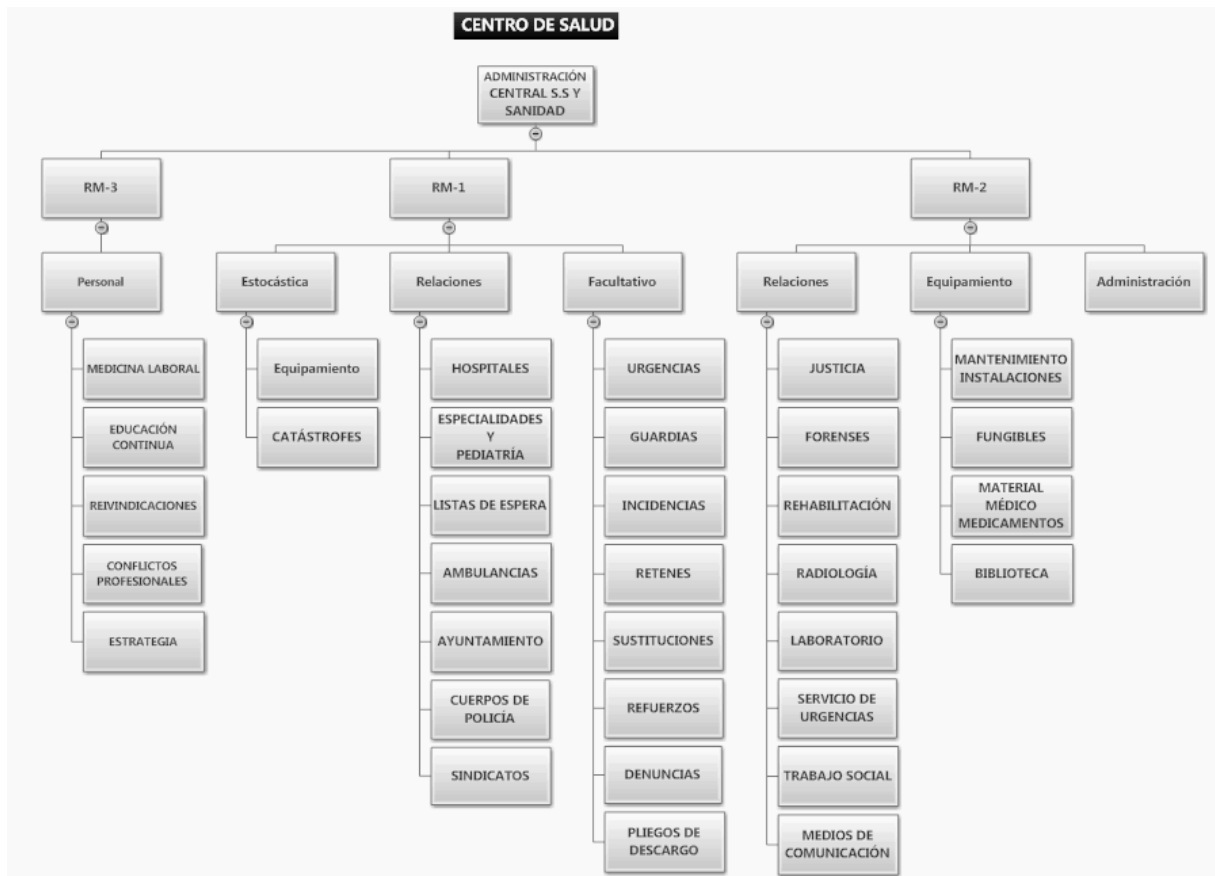 CENTRO DE SALUD
ADMINISTRACIÓN
CENTRAL S.S Y
SANIDAD
RM-3
RM-1
RM-2
Personal
Estocástica
Relaciones
Facultativo
Relaciones
Equipamiento
Administración
MEDICINA LABORAL
EDUCACIÓN
CONTINUA
REIVINDICACIONES
CONFLICTOS
PROFESIONALES
ESTRATEGIA
Equipamiento
CATÁSTROFES
HOSPITALES
ESPECIALIDADES
Y
PEDIATRÍA
LISTAS DE ESPERA
AMBULANCIAS
AYUNTAMIENTO
CUERPOS DE
POLICÍA
SINDICATOS
URGENCIAS
GUARDIAS
INCIDENCIAS
RETENES
SUSTITUCIONES
REFUERZOS
DENUNCIAS
PLIEGOS DE
DESCARGO
JUSTICIA
FORENSES
REHABILITACIÓN
RADIOLOGÍA
LABORATORIO
SERVICIO DE
URGENCIAS
TRABAJO SOCIAL
MEDIOS DE
COMUNICACIÓN
MANTENIMIENTO
INSTALACIONES
FUNGIBLES
MATERIAL
MÉDICO
MEDICAMENTOS
BIBLIOTECA